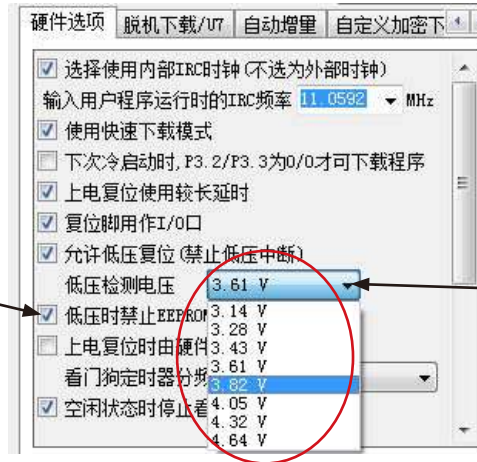 硬件选项 脱机下载/U7 自动增量 自定义加密下
选择使用内部IRC时钟(不选为外部时钟)
输入用户程序运行时的IRC频率 11.0592 MHz
使用快速下载模式
下次冷启动时,P3.2/P3.3为0/0才可下载程序
上电复位使用较长延时
复位脚用作I/O口
允许低压复位(禁止低压中断)
低压检测电压 3.61 V
低压时禁止EEPROM
3.14 V
3.28 V
上电复位时由硬件
3.43 V
3.61 V
看门狗定时器分频
3.82 V
空闲状态时停止看
4.05 V
4.32 V
4.64 V